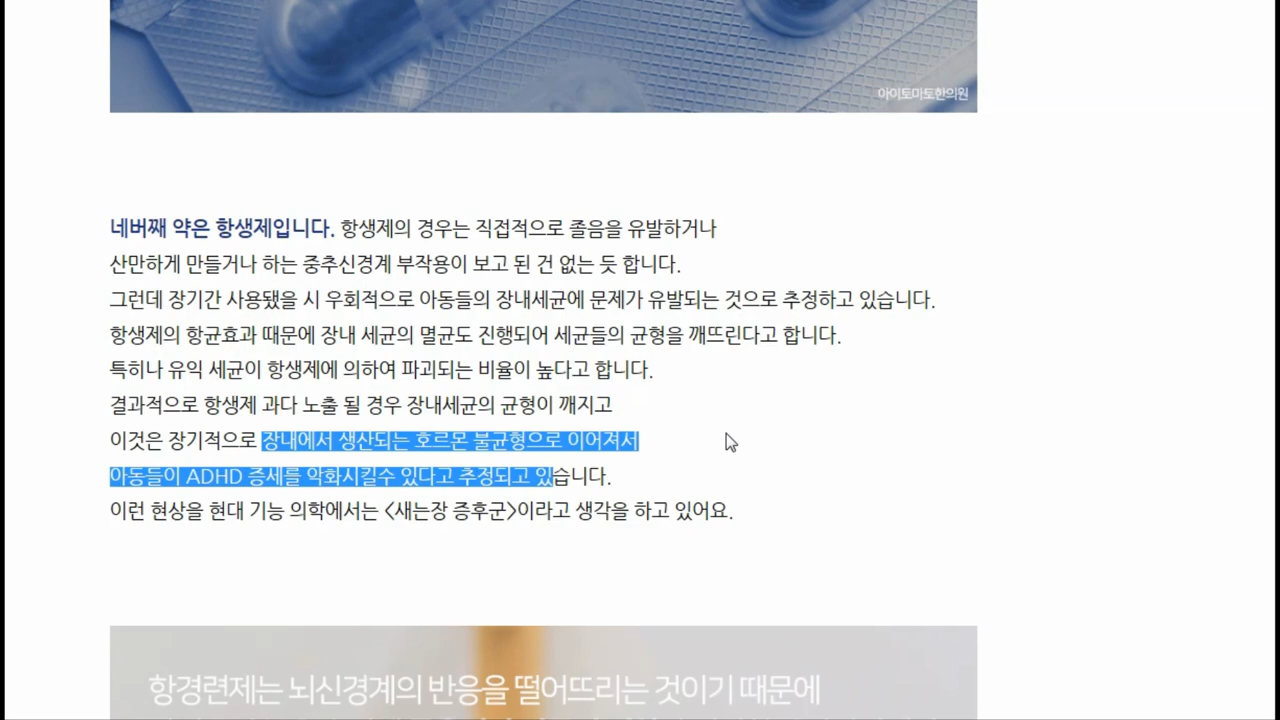 아이토마토한의원
네버째 약은 항생제입니다. 항생제의 경우는 직접적으로 졸음을 유발하거나
산만하게 만들거나 하는 중추신경계 부작용이 보고 된 건 없는 듯 합니다.
그런데 장기간 사용됐을 시 우회적으로 아동들의 장내세균에 문제가 유발되는 것으로 추정하고 있습니다.
항생제의 항균효과 때문에 장내 세균의 멸균도 진행되어 세균들의 균형을 깨뜨린다고 합니다.
특히나 유익 세균이 항생제에 의하여 파괴되는 비율이 높다고 합니다.
결과적으로 항생제 과다 노출 될 경우 장내세균의 균형이 깨지고
이것은 장기적으로 장내에서 생산되는 호르몬 불균형으로 이어져서
아동들이 ADHD 증세를 악화시킬수 있다고 추정되고 있습니다.
이런 현상을 현대 기능 의학에서는 <새는장 증후군>이라고 생각을 하고 있어요.
항경련제는 뇌신경계의 반응을 떨어뜨리는 것이기 때문에